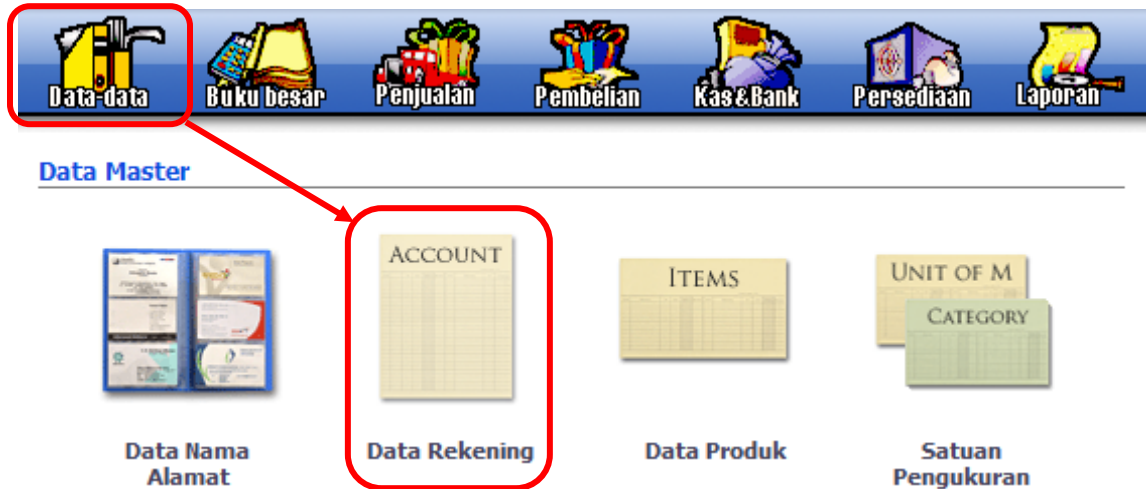 Data-data
Buku besar
Penjualan
Pembelian
Kas&Bank
Persediaan
Laporan
Data Master
ACCOUNT
ITEMS
UNIT OF M
CATEGORY
Data Nama
Alamat
Data Rekening
Data Produk
Satuan
Pengukuran